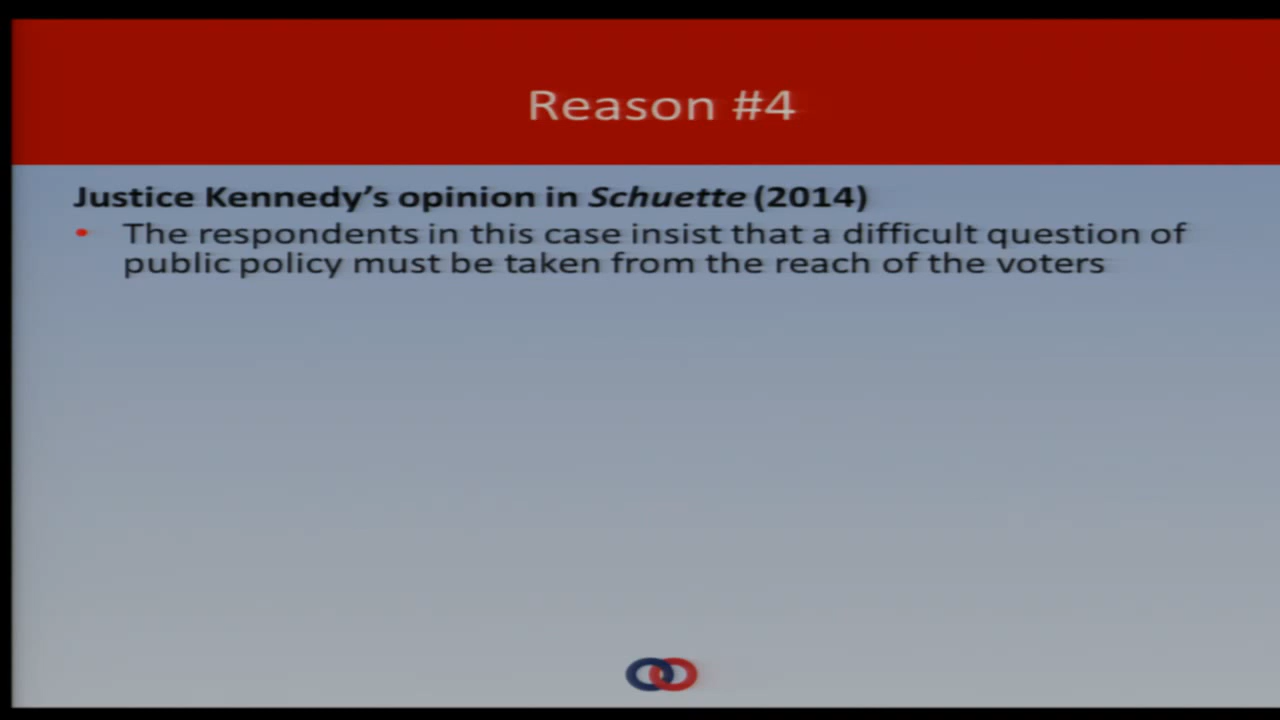 Reason #4
Justice Kennedy’s opinion in Schuette (2014)
• The respondents in this case insist that a difficult question of
public policy must be taken from the reach of the voters